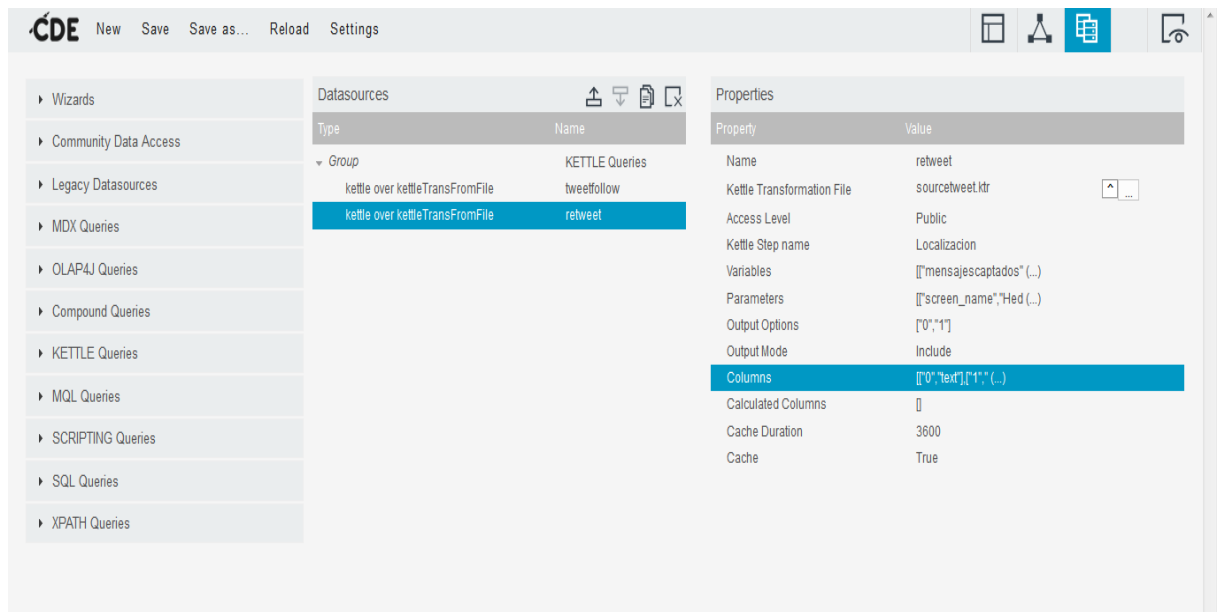 CDE New Save Save as... Reload Settings
Wizards
Community Data Access
Legacy Datasources
MDX Queries
OLAP4J Queries
Compound Queries
KETTLE Queries
MQL Queries
SCRIPTING Queries
SQL Queries
XPATH Queries
Datasources
Type Name
Group KETTLE Queries
kettle over kettleTransFromFile tweetfollow
kettle over kettleTransFromFile retweet
Properties
Property Value
Name retweet
Kettle Transformation File sourcetweet.ktr ^ ...
Access Level Public
Kettle Step name Localizacion
Variables [["mensajescaptados" (...)
Parameters [["screen_name","Hed (...)
Output Options ["0","1"]
Output Mode Include
Columns [["0","text"],["1"," (...)
Calculated Columns []
Cache Duration 3600
Cache True